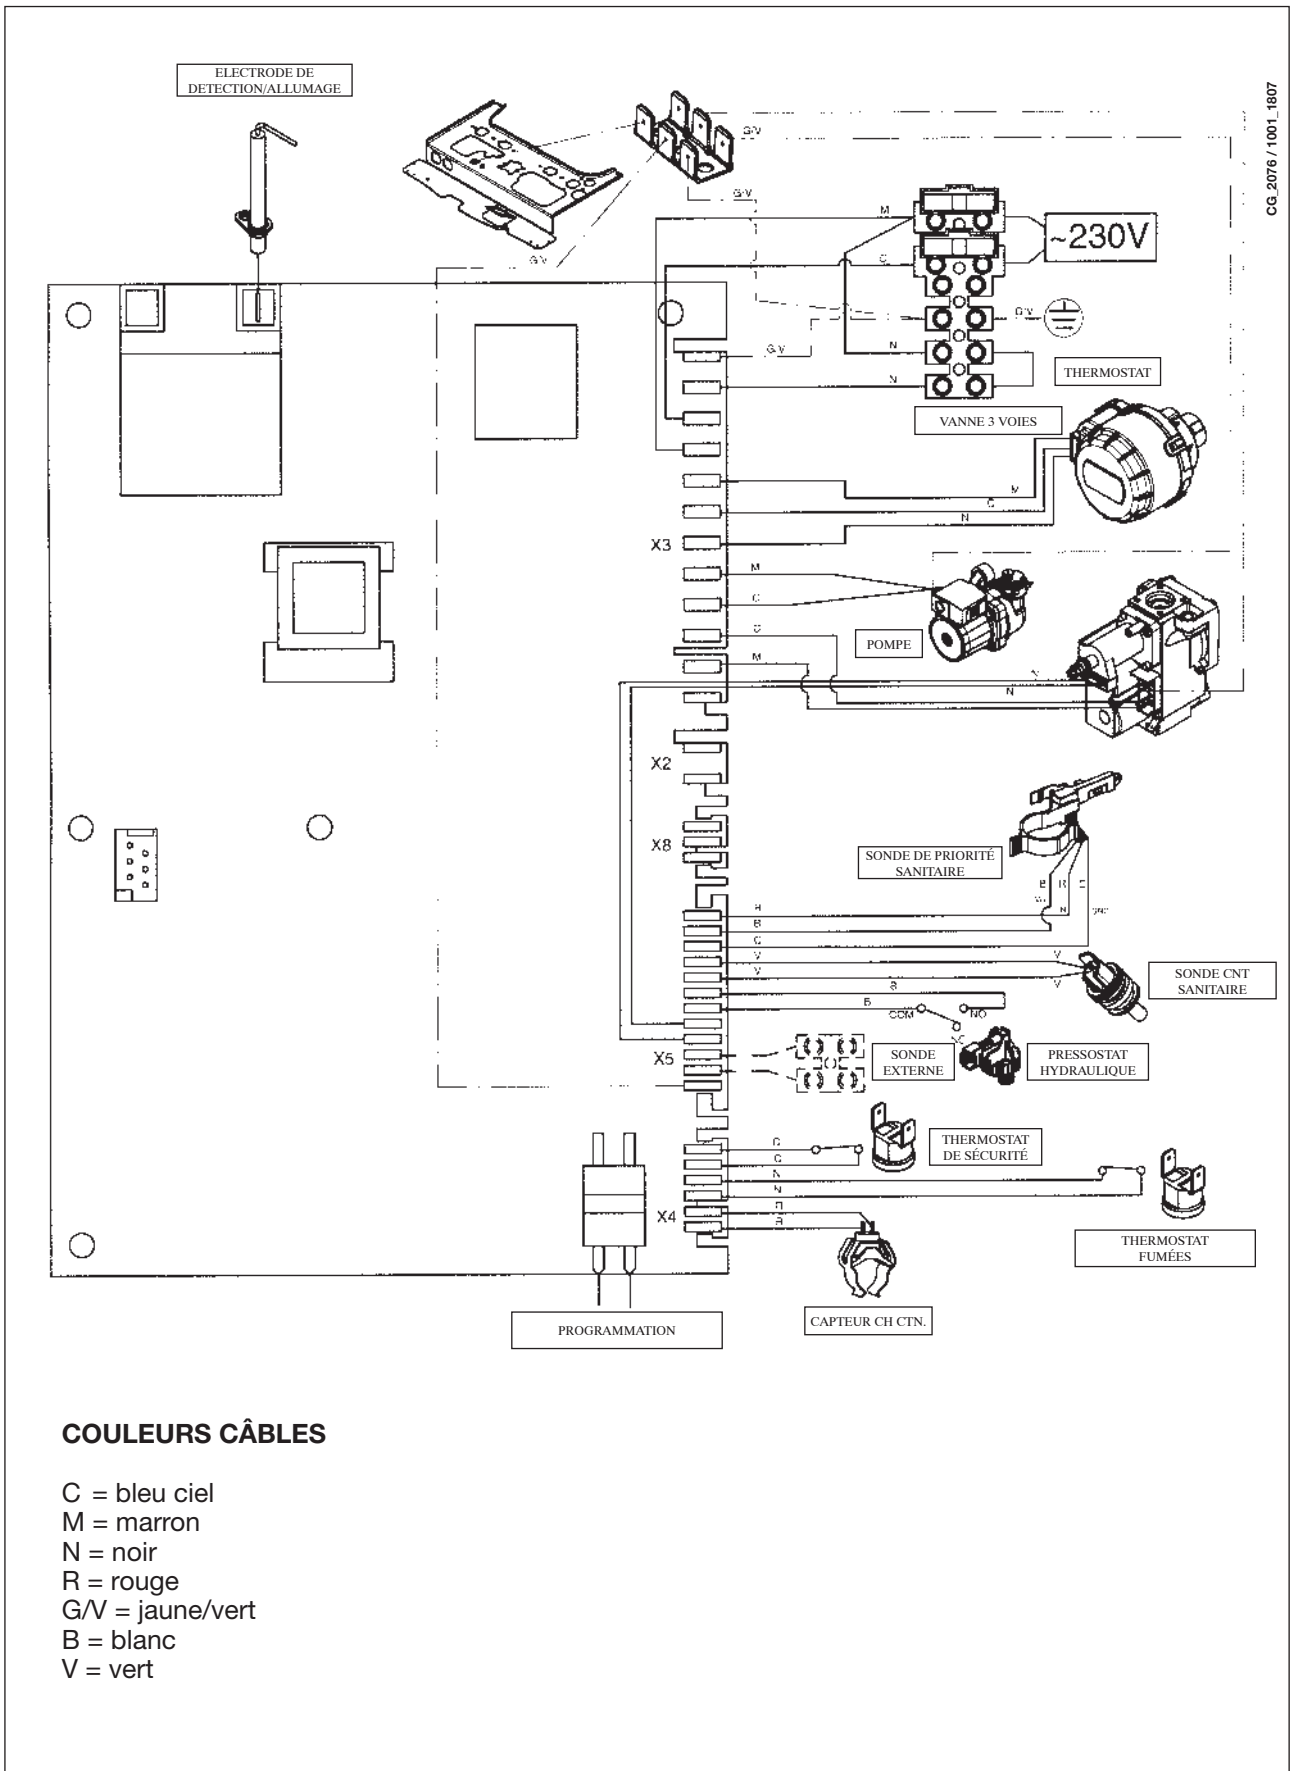 ELECTRODE DE
DETECTION/ALLUMAGE
CG_2076 / 1001_1807
G/V
G/V
G/V
M
~230V
C
G/V
G/V
N
N
THERMOSTAT
VANNE 3 VOIES
M
C
N
X3
M
C
POMPE
C
M
N
N
X2
X8
SONDE DE PRIORITÉ
SANITAIRE
B R C
N
R
B
C
V
V
V
V
SONDE CNT
SANITAIRE
B
B
COM
NO
NC
X5
SONDE
EXTERNE
PRESSOSTAT
HYDRAULIQUE
THERMOSTAT
DE SÉCURITÉ
C
C
N
N
X4
R
R
THERMOSTAT
FUMÉES
CAPTEUR CH CTN.
PROGRAMMATION
COULEURS CÂBLES
C = bleu ciel
M = marron
N = noir
R = rouge
G/V = jaune/vert
B = blanc
V = vert